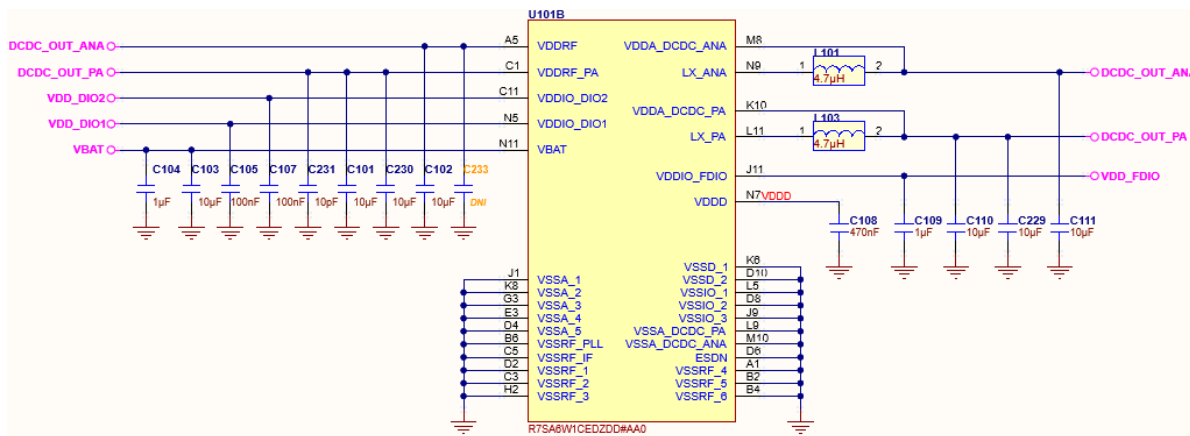 U101B
DCDC_OUT_ANA A5 VDDRF VDDA_DCDC_ANA M8
L101
DCDC_OUT_PA C1 VDDRF_PA LX_ANA N9 1 2 DCDC_OUT_ANA
4.7μH
VDD_DIO2 C11 VDDIO_DIO2 VDDA_DCDC_PA K10
L103
VDD_DIO1 N5 VDDIO_DIO1 LX_PA L11 1 2 DCDC_OUT_PA
4.7μH
VBAT N11 VBAT
C104 C103 C105 C107 C231 C101 C230 C102 C233
1μF 10μF 100nF 100nF 10pF 10μF 10μF 10μF DNI
VDDIO_FDIO J11 VDD_FDIO
VDDD N7 VDDD
C108 C109 C110 C229 C111
470nF 1μF 10μF 10μF 10μF
J1 VSSA_1 VSSD_1 K6
K8 VSSA_2 VSSD_2 D10
G3 VSSA_3 VSSIO_1 L5
E3 VSSA_4 VSSIO_2 D8
D4 VSSA_5 VSSIO_3 J9
B6 VSSRF_PLL VSSA_DCDC_PA L9
C5 VSSRF_IF VSSA_DCDC_ANA M10
D2 VSSRF_1 ESDN D6
C3 VSSRF_2 VSSRF_4 A1
H2 VSSRF_3 VSSRF_5 B2
VSSRF_6 B4
R7SA6W1CEDZDD#AA0